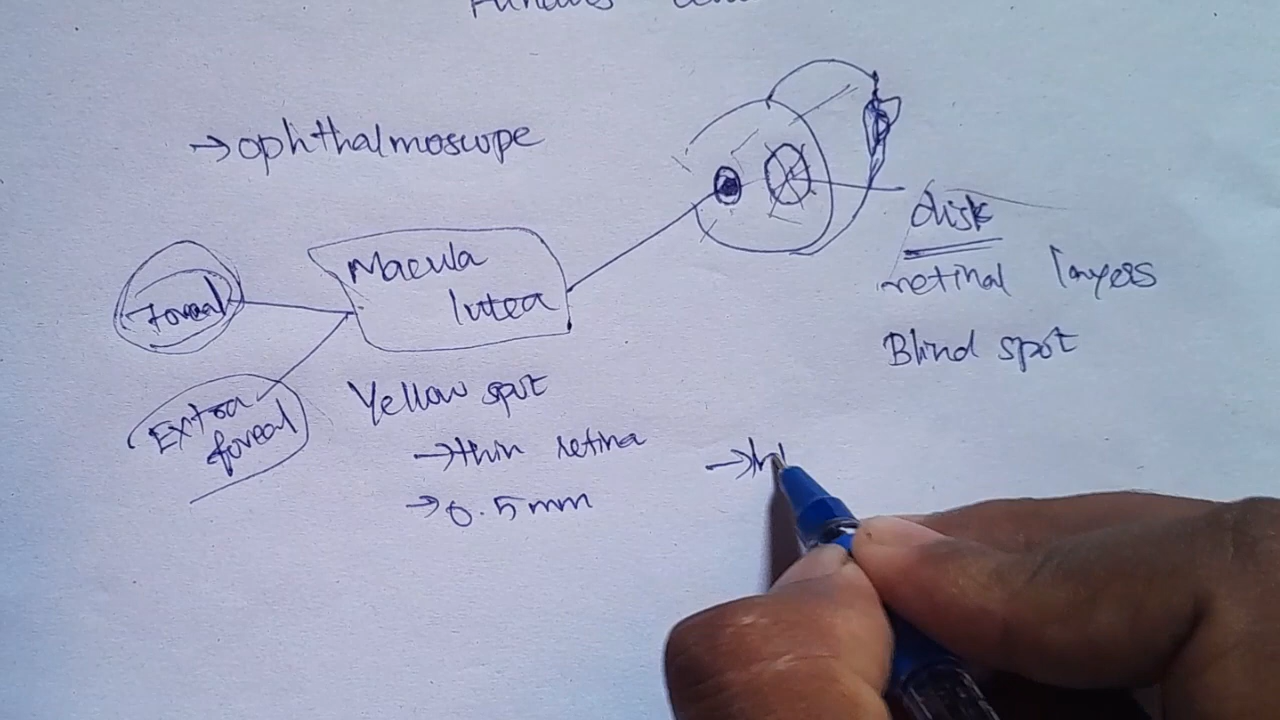 →ophthalmoscope
disk
retinal layers
Blind spot
Macula
lutea
Foveal
Extra
foveal
Yellow spot
→thin retina
→0.5mm